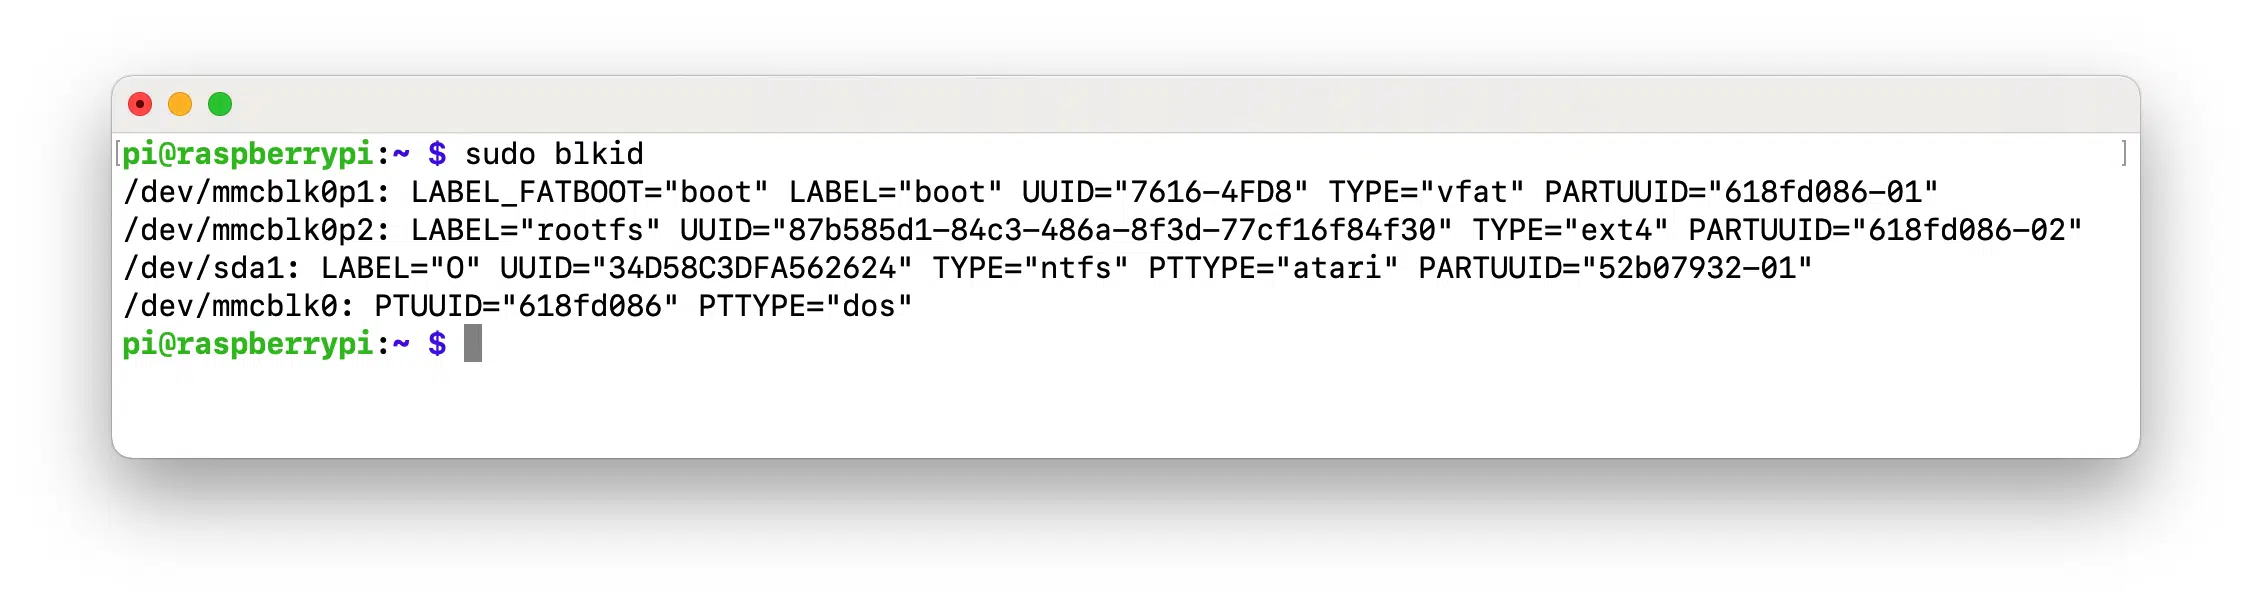 [pi@raspberrypi:~ $ sudo blkid ]
/dev/mmcblk0p1: LABEL_FATBOOT="boot" LABEL="boot" UUID="7616-4FD8" TYPE="vfat" PARTUUID="618fd086-01"
/dev/mmcblk0p2: LABEL="rootfs" UUID="87b585d1-84c3-486a-8f3d-77cf16f84f30" TYPE="ext4" PARTUUID="618fd086-02"
/dev/sda1: LABEL="O" UUID="34D58C3DFA562624" TYPE="ntfs" PTTYPE="atari" PARTUUID="52b07932-01"
/dev/mmcblk0: PTUUID="618fd086" PTTYPE="dos"
pi@raspberrypi:~ $